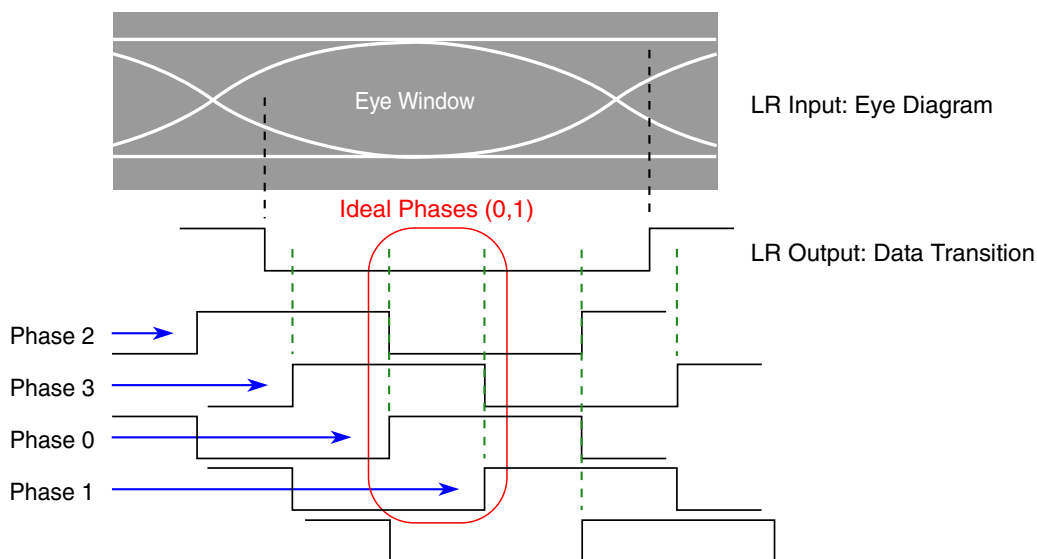 Eye Window
LR Input: Eye Diagram
Ideal Phases (0,1)
LR Output: Data Transition
Phase 2
Phase 3
Phase 0
Phase 1